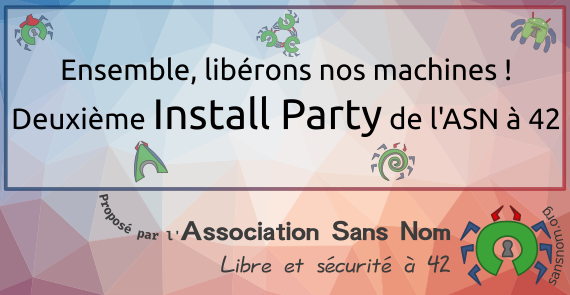 Ensemble, libérons nos machines !
Deuxième Install Party de l'ASN à 42
Proposé par l'Association Sans Nom
Libre et sécurité à 42
sansnom.org